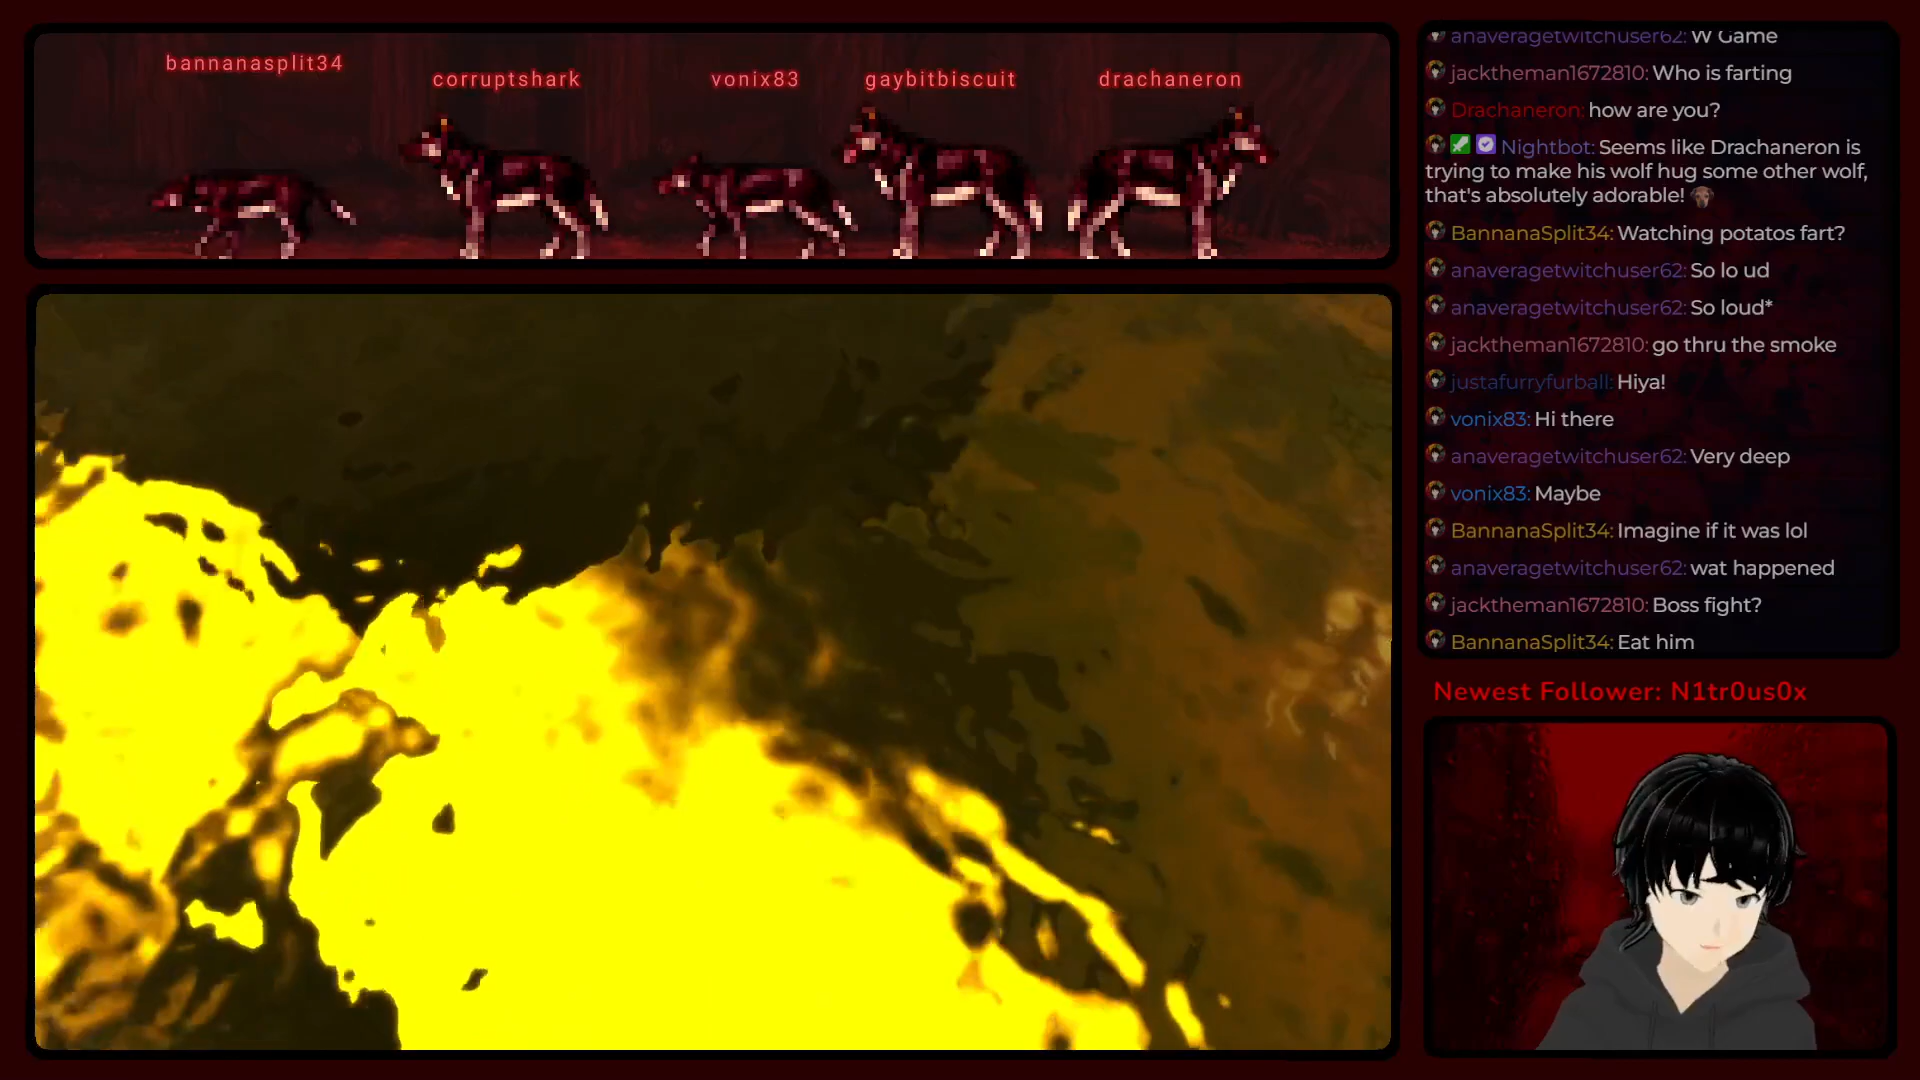 bannanasplit34
corruptshark
vonix83
gaybitbiscuit
drachaneron
anaveragetwitchuser62: W Game
jacktheman1672810: Who is farting
Drachaneron: how are you?
Nightbot: Seems like Drachaneron is
trying to make his wolf hug some other wolf,
that's absolutely adorable!
BannanaSplit34: Watching potatos fart?
anaveragetwitchuser62: So lo ud
anaveragetwitchuser62: So loud*
jacktheman1672810: go thru the smoke
justafurryfurball: Hiya!
vonix83: Hi there
anaveragetwitchuser62: Very deep
vonix83: Maybe
BannanaSplit34: Imagine if it was lol
anaveragetwitchuser62: wat happened
jacktheman1672810: Boss fight?
BannanaSplit34: Eat him
Newest Follower: N1tr0us0x